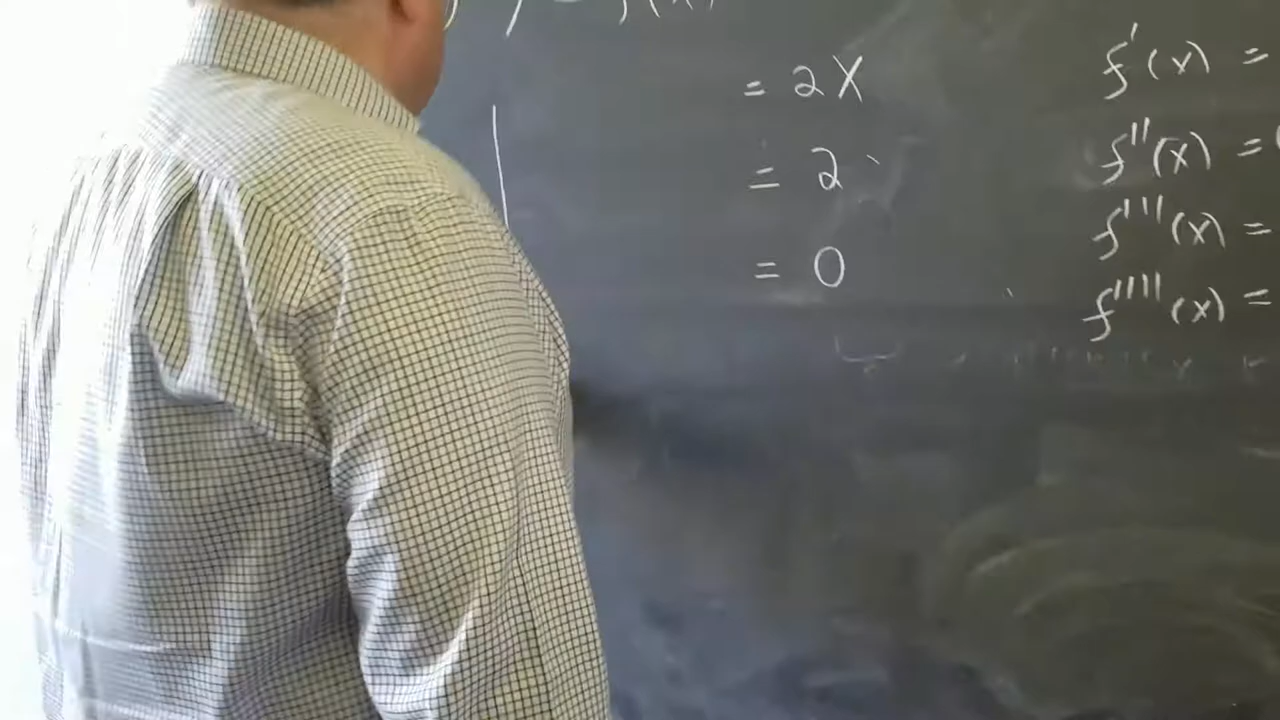 = 2X
= 2
= 0
f'(x) =
f''(x) =
f'''(x) =
f''''(x) =